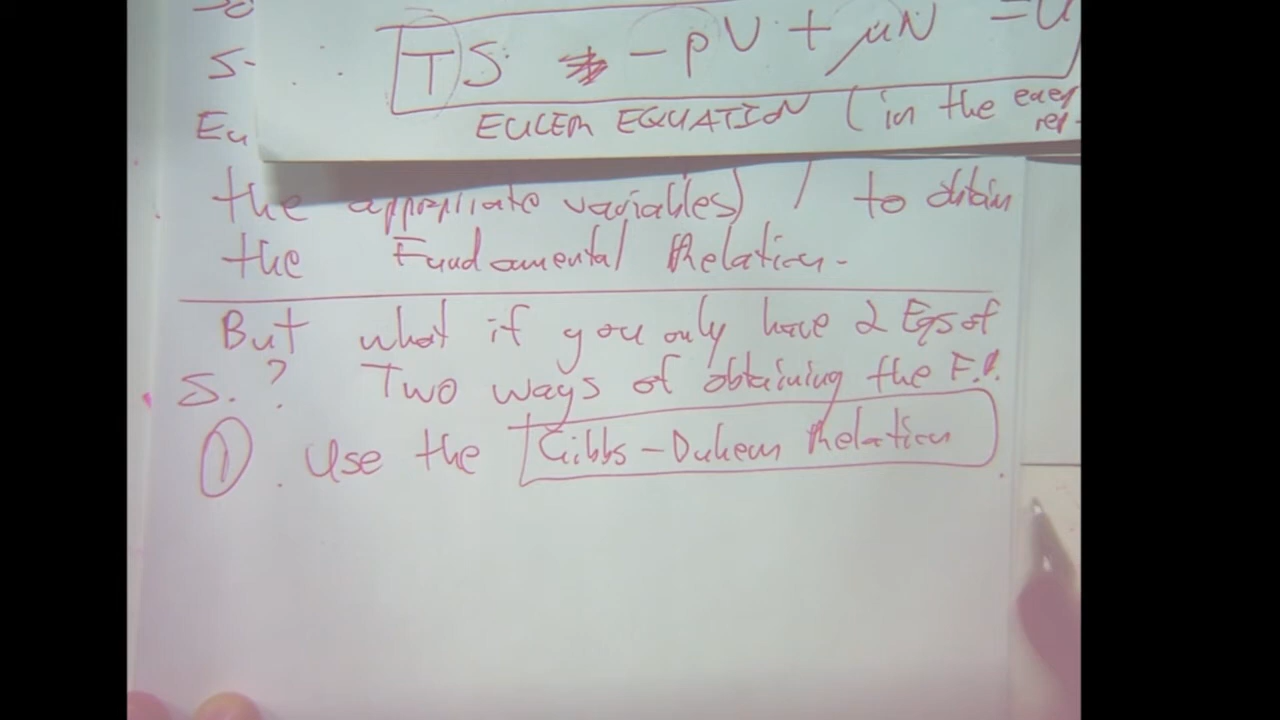 TS - pV + μN = U
S-
EULER EQUATION (in the
Eu
the appropriate variables) to obtain
the Fundamental Relation.
But what if you only have 2 Eqs of
S. ? Two ways of obtaining the F.R.
① Use the Gibbs-Duhem Relation